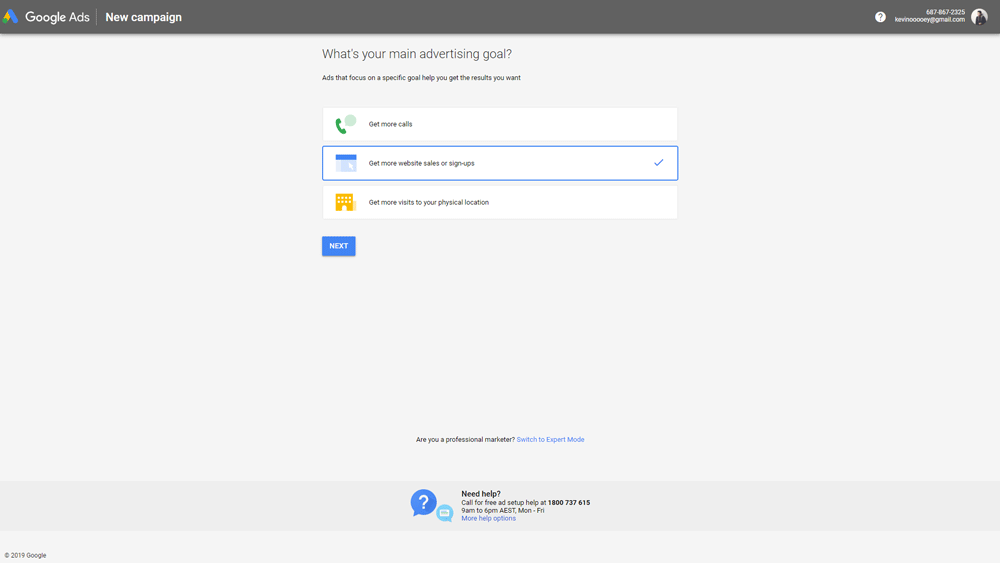 Google Ads New campaign
687-867-2325
kevinooooey@gmail.com
What's your main advertising goal?
Ads that focus on a specific goal help you get the results you want
Get more calls
Get more website sales or sign-ups
Get more visits to your physical location
NEXT
Are you a professional marketer? Switch to Expert Mode
Need help?
Call for free ad setup help at 1800 737 615
9am to 6pm AEST, Mon - Fri
More help options
© 2019 Google